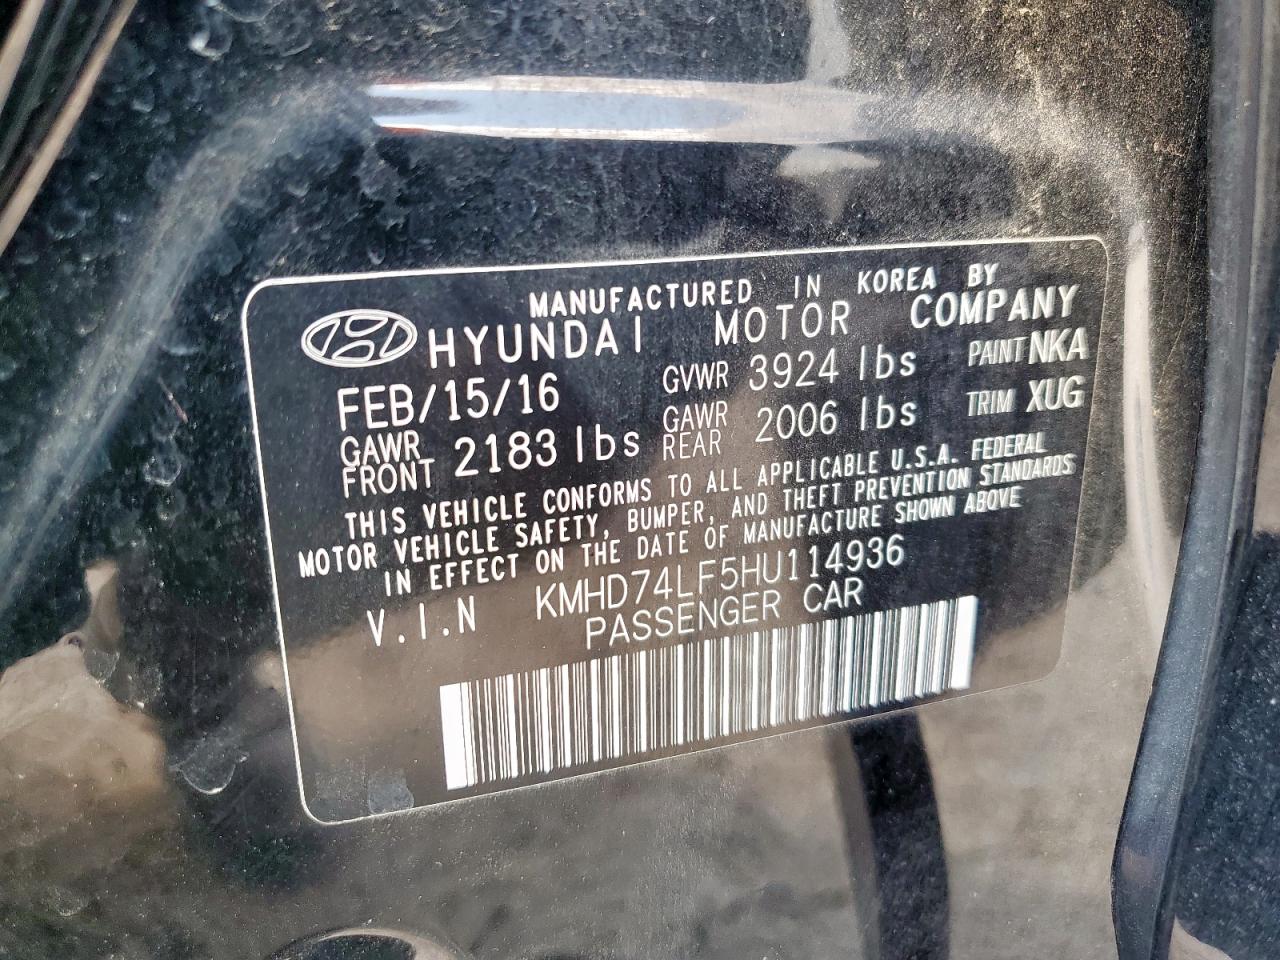 MANUFACTURED IN KOREA BY
HYUNDAI MOTOR COMPANY
FEB/15/16 GVWR 3924 lbs PAINT NKA
GAWR FRONT 2183 lbs GAWR REAR 2006 lbs TRIM XUG
THIS VEHICLE CONFORMS TO ALL APPLICABLE U.S.A. FEDERAL
MOTOR VEHICLE SAFETY, BUMPER, AND THEFT PREVENTION STANDARDS
IN EFFECT ON THE DATE OF MANUFACTURE SHOWN ABOVE
V.I.N KMHD74LF5HU114936
PASSENGER CAR